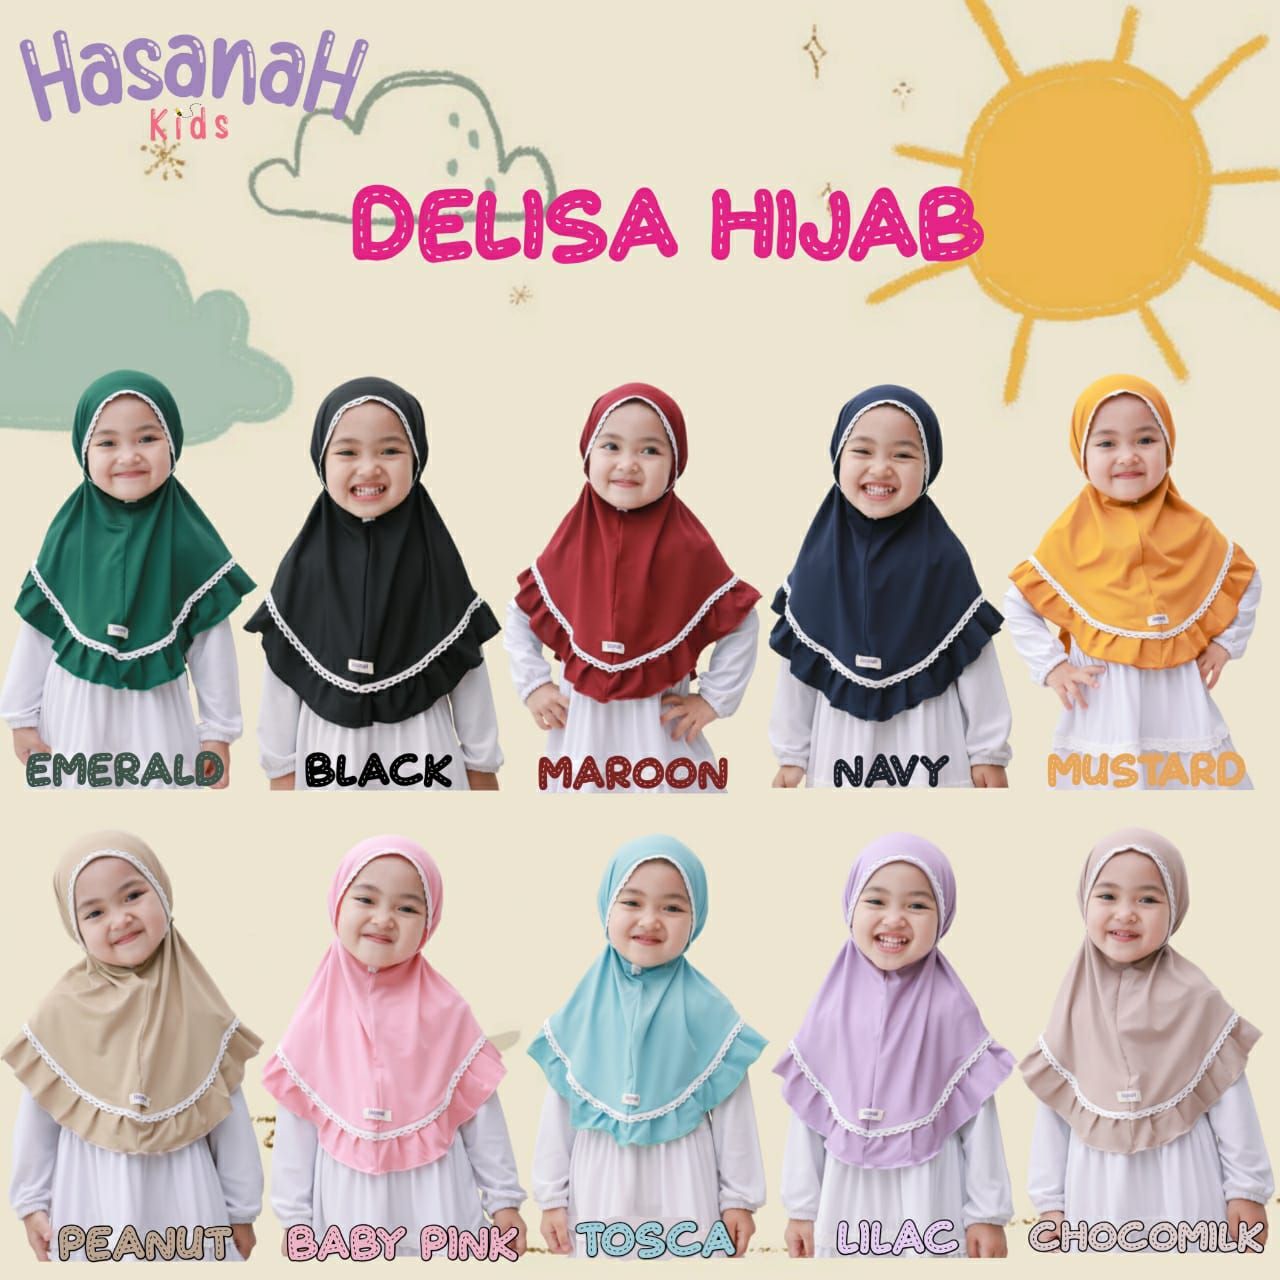 HasanaH
Kids
DELISA HIJAB
EMERALD
BLACK
MAROON
NAVY
MUSTARD
PEANUT
BABY PINK
TOSCA
LILAC
CHOCOMILK